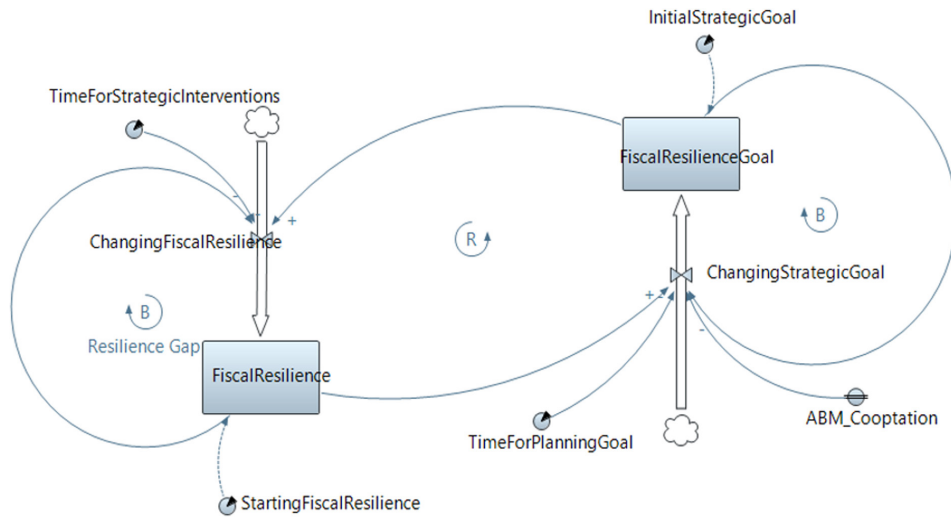 InitialStrategicGoal
TimeForStrategicInterventions
FiscalResilienceGoal
-
-
+
B
R
ChangingFiscalResilience
ChangingStrategicGoal
+
-
B
-
Resilience Gap
FiscalResilience
ABM_Cooptation
TimeForPlanningGoal
StartingFiscalResilience